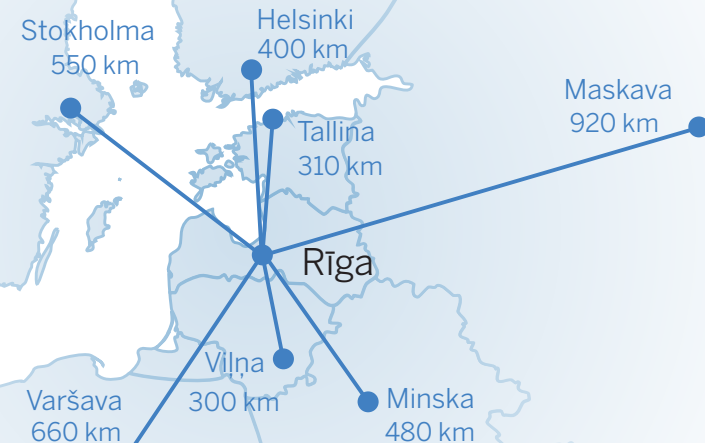 Helsinki
400 km
Stokholma
550 km
Maskava
920 km
Tallina
310 km
Rīga
Viļņa
300 km
Varšava
660 km
Minska
480 km